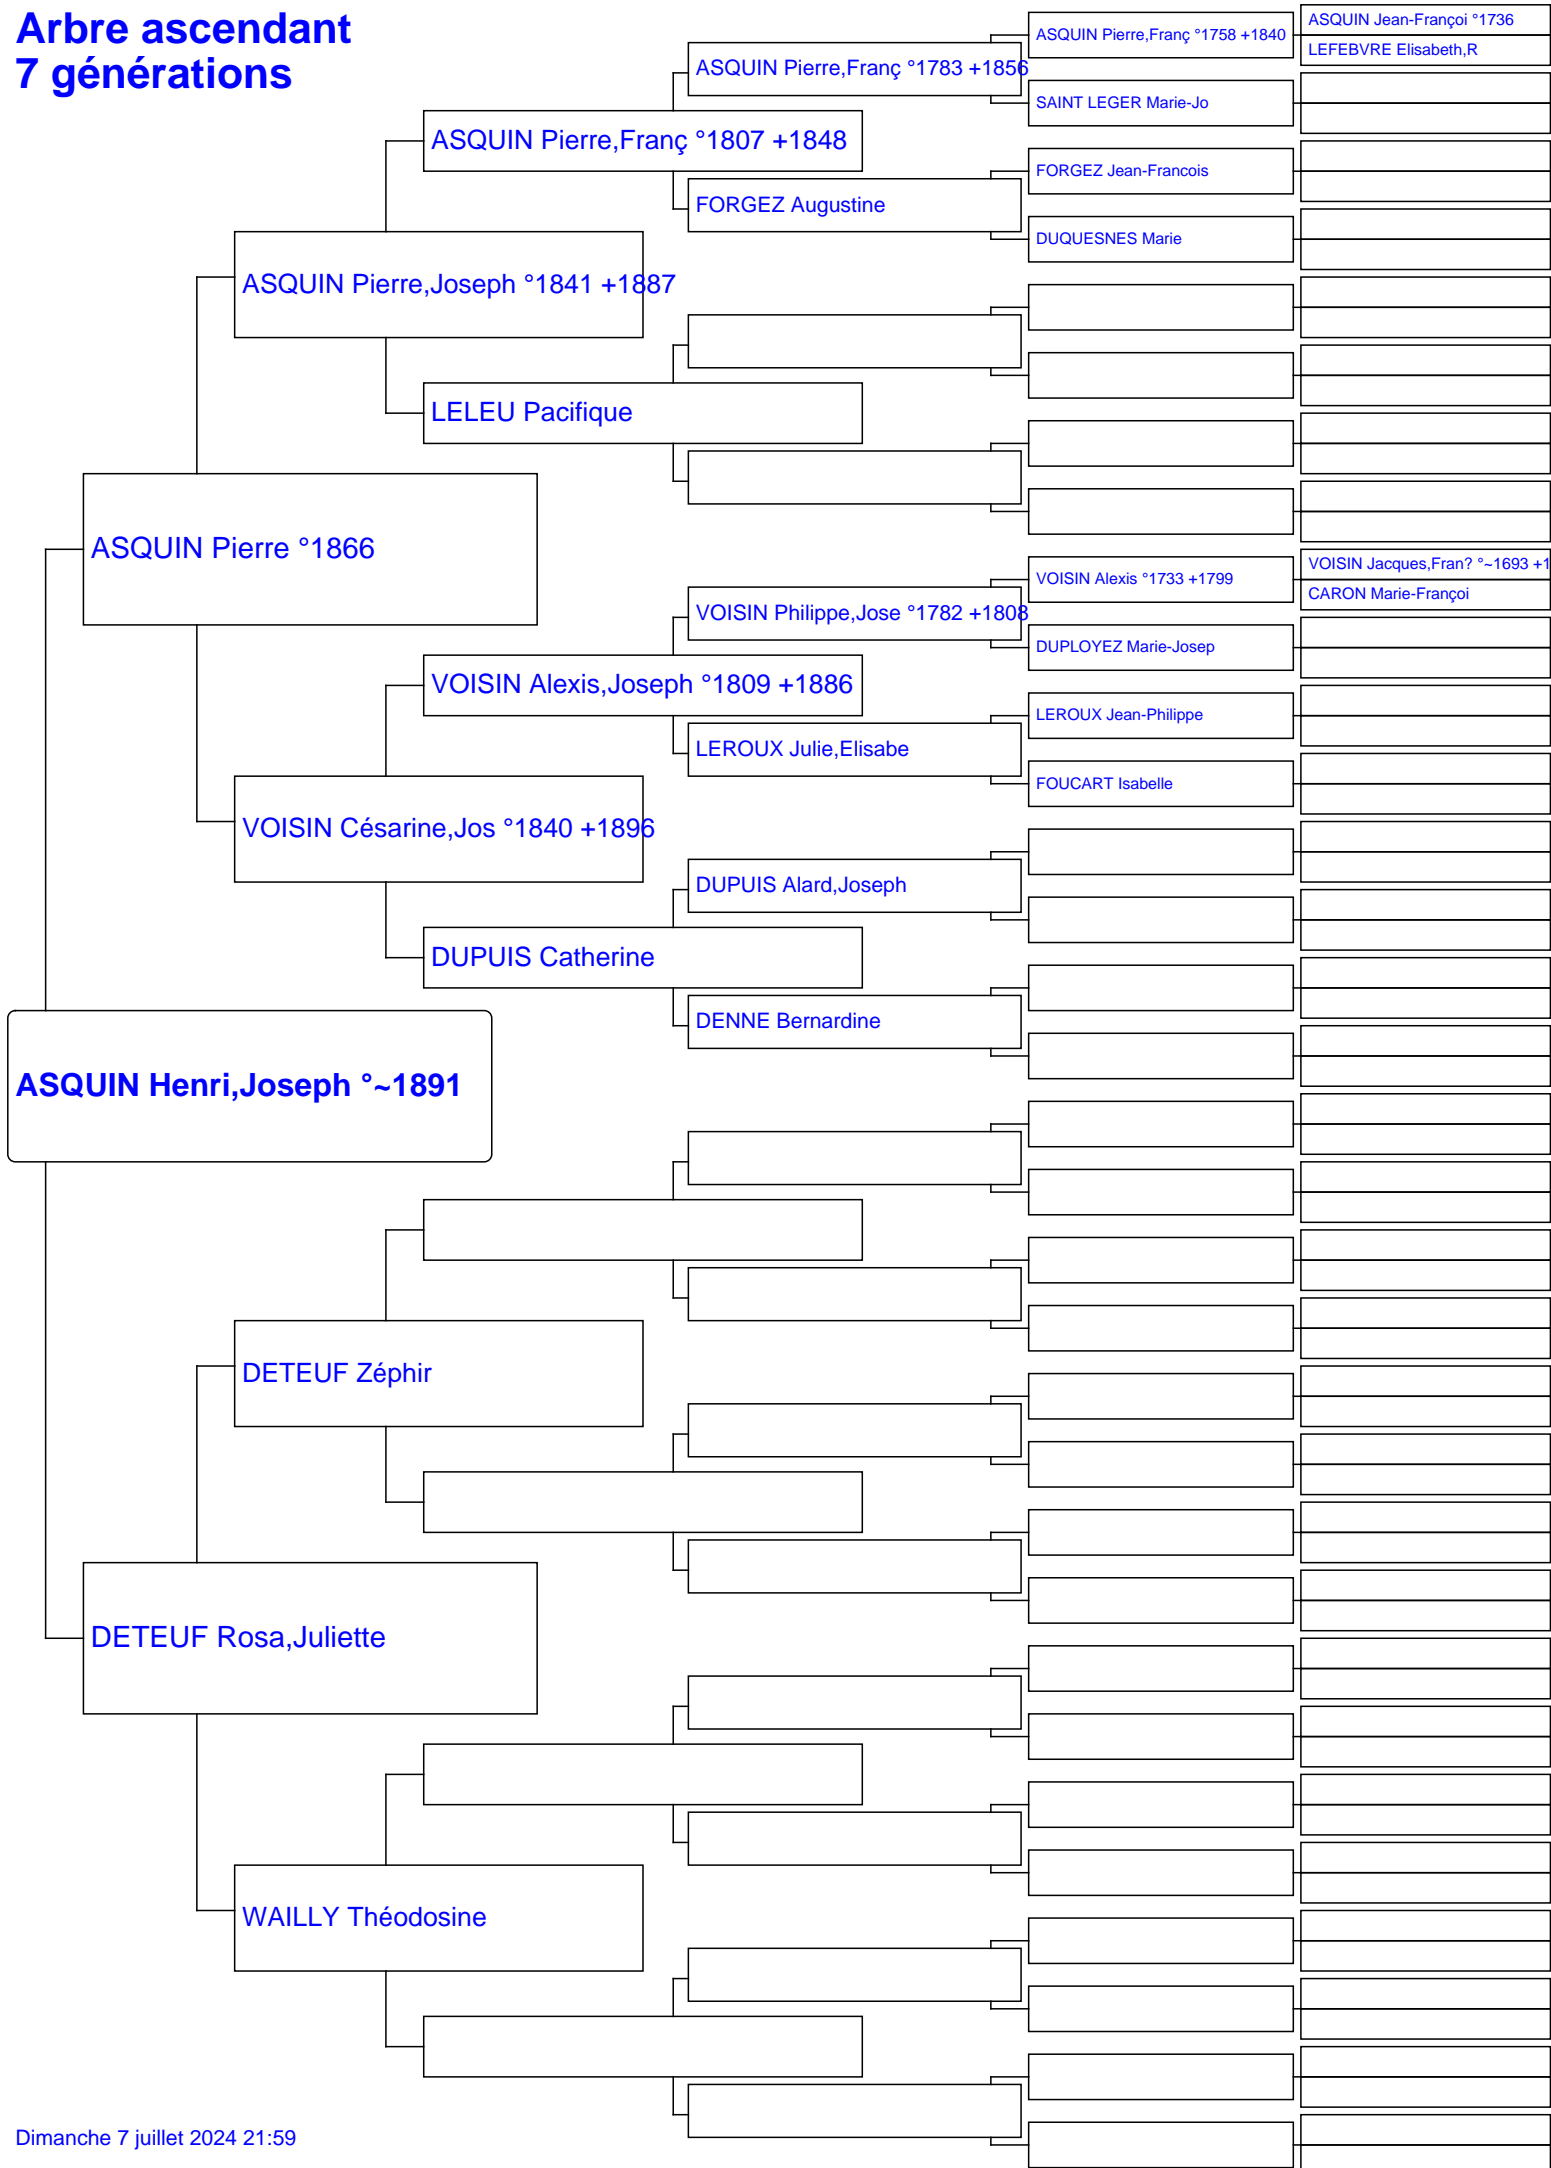 Arbre ascendant
7 générations
ASQUIN Jean-Françoi °1736
ASQUIN Pierre,Franç °1758 +1840
LEFEBVRE Elisabeth,R
ASQUIN Pierre,Franç °1783 +1856
SAINT LEGER Marie-Jo
ASQUIN Pierre,Franç °1807 +1848
FORGEZ Jean-Francois
FORGEZ Augustine
DUQUESNES Marie
ASQUIN Pierre,Joseph °1841 +1887
LELEU Pacifique
ASQUIN Pierre °1866
VOISIN Jacques,Fran? °~1693 +1
VOISIN Alexis °1733 +1799
CARON Marie-Françoi
VOISIN Philippe,Jose °1782 +1808
DUPLOYEZ Marie-Josep
VOISIN Alexis,Joseph °1809 +1886
LEROUX Jean-Philippe
LEROUX Julie,Elisabe
FOUCART Isabelle
VOISIN Césarine,Jos °1840 +1896
DUPUIS Alard,Joseph
DUPUIS Catherine
DENNE Bernardine
ASQUIN Henri,Joseph °~1891
DETEUF Zéphir
DETEUF Rosa,Juliette
WAILLY Théodosine
Dimanche 7 juillet 2024 21:59